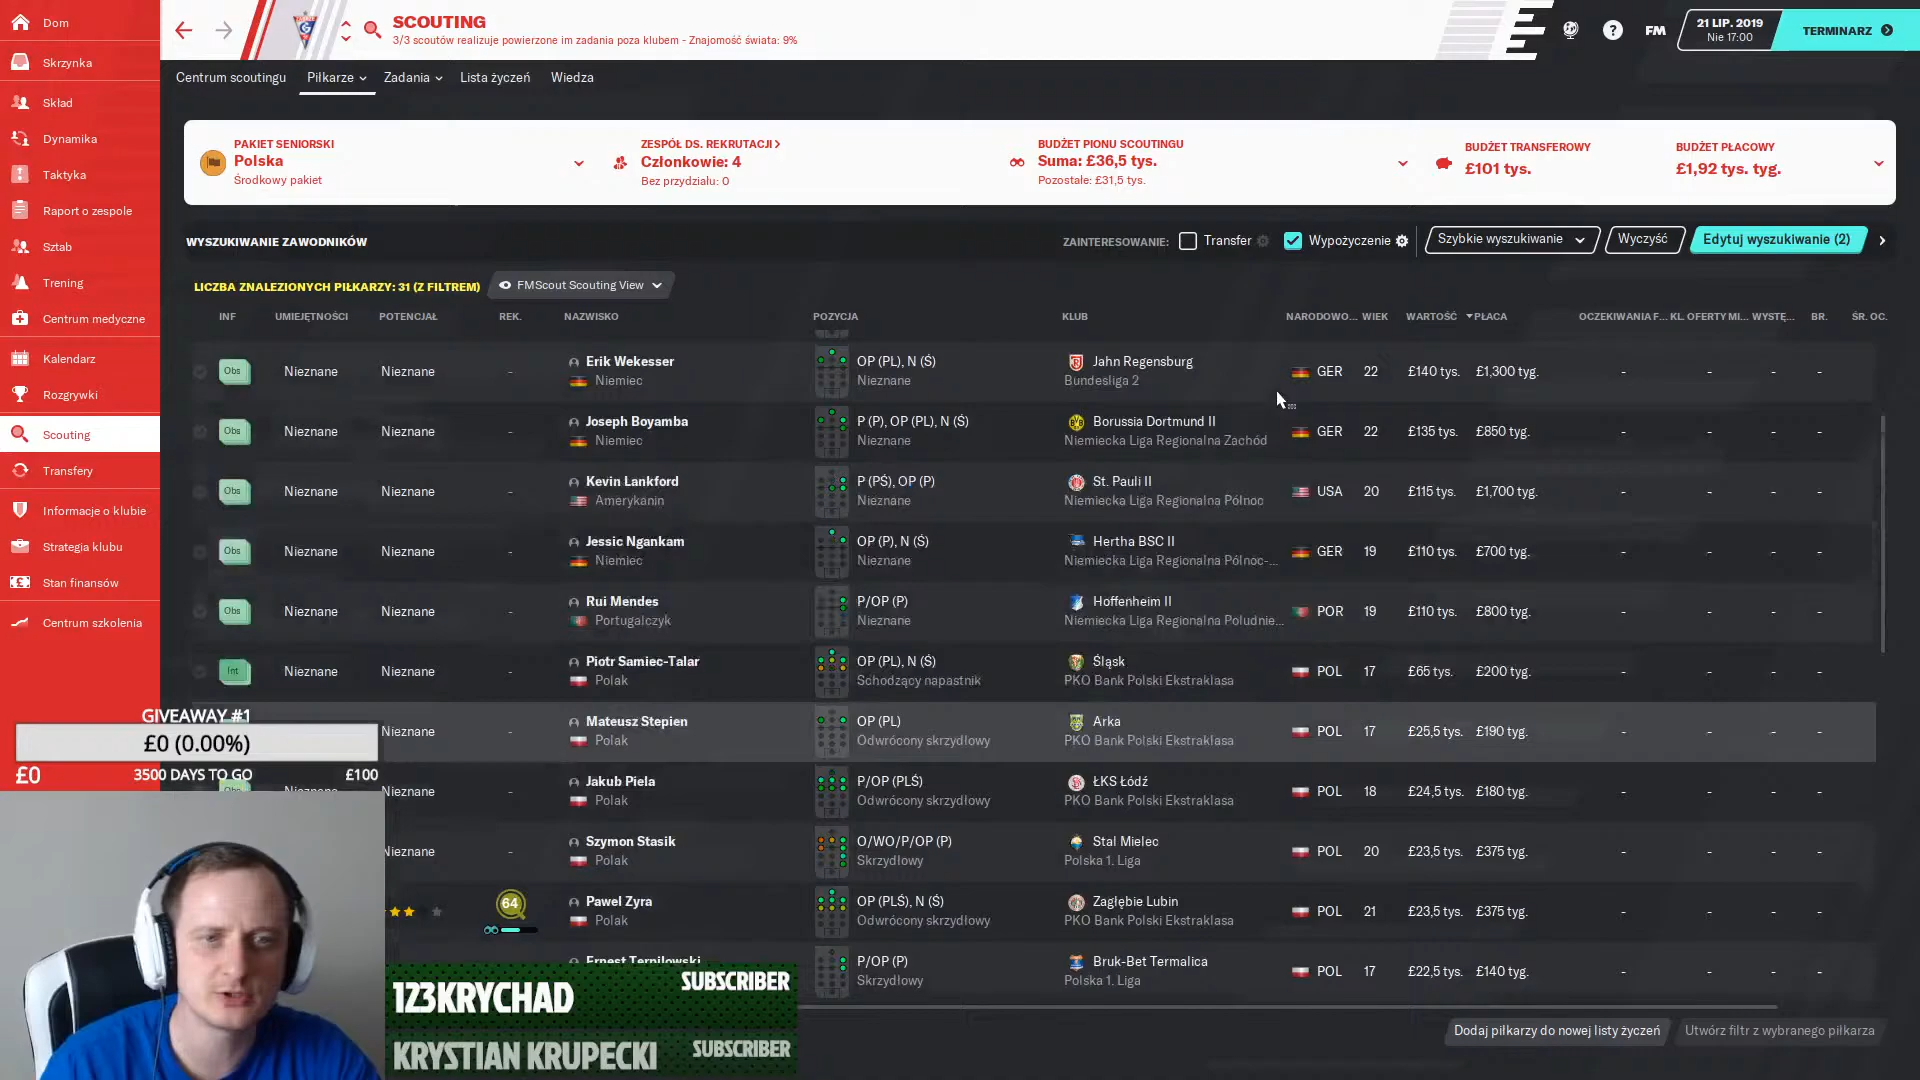 Dom
Skrzynka
Skład
Dynamika
Taktyka
Raport o zespole
Sztab
Trening
Centrum medyczne
Kalendarz
Rozgrywki
Scouting
Transfery
Informacje o klubie
Strategia klubu
Stan finansów
Centrum szkolenia
SCOUTING
3/3 scoutów realizuje powierzone im zadania poza klubem - Znajomość świata: 9%
FM
21 LIP. 2019
Nie 17:00
TERMINARZ
Centrum scoutingu
Piłkarze
Zadania
Lista życzeń
Wiedza
PAKIET SENIORSKI
Polska
Środkowy pakiet
ZESPÓŁ DS. REKRUTACJI >
Członkowie: 4
Bez przydziału: 0
BUDŻET PIONU SCOUTINGU
Suma: £36,5 tys.
Pozostałe: £31,5 tys.
BUDŻET TRANSFEROWY
£101 tys.
BUDŻET PŁACOWY
£1,92 tys. tyg.
WYSZUKIWANIE ZAWODNIKÓW
ZAINTERESOWANIE: Transfer Wypożyczenie
Szybkie wyszukiwanie
Wyczyść
Edytuj wyszukiwanie (2)
LICZBA ZNALEZIONYCH PIŁKARZY: 31 (Z FILTREM)
FMScout Scouting View
INF UMIEJĘTNOŚCI POTENCJAŁ REK. NAZWISKO POZYCJA KLUB NARODOWO... WIEK WARTOŚĆ PŁACA OCZEKIWANIA F... KL. OFERTY MI... WYSTĘ... BR. ŚR. OC.
Obs Nieznane Nieznane - Erik Wekesser OP (PL), N (Ś) Jahn Regensburg GER 22 £140 tys. £1,300 tyg. - - - -
Niemiec Nieznane Bundesliga 2
Obs Nieznane Nieznane - Joseph Boyamba P (P), OP (PL), N (Ś) Borussia Dortmund II GER 22 £135 tys. £850 tyg. - - - -
Niemiec Nieznane Niemiecka Liga Regionalna Zachód
Obs Nieznane Nieznane - Kevin Lankford P (PŚ), OP (P) St. Pauli II USA 20 £115 tys. £1,700 tyg. - - - -
Amerykanin Nieznane Niemiecka Liga Regionalna Północ
Obs Nieznane Nieznane - Jessic Ngankam OP (P), N (Ś) Hertha BSC II GER 19 £110 tys. £700 tyg. - - - -
Niemiec Nieznane Niemiecka Liga Regionalna Północ-...
Obs Nieznane Nieznane - Rui Mendes P/OP (P) Hoffenheim II POR 19 £110 tys. £800 tyg. - - - -
Portugalczyk Nieznane Niemiecka Liga Regionalna Południe...
Int Nieznane Nieznane - Piotr Samiec-Talar OP (PL), N (Ś) Śląsk POL 17 £65 tys. £200 tyg. - - - -
Polak Schodzący napastnik PKO Bank Polski Ekstraklasa
Nieznane - Mateusz Stępień OP (PL) Arka POL 17 £25,5 tys. £190 tyg. - - - -
Polak Odwrócony skrzydłowy PKO Bank Polski Ekstraklasa
Nieznane - Jakub Piela P/OP (PLŚ) ŁKS Łódź POL 18 £24,5 tys. £180 tyg. - - - -
Polak Odwrócony skrzydłowy PKO Bank Polski Ekstraklasa
Nieznane - Szymon Stasik O/WO/P/OP (P) Stal Mielec POL 20 £23,5 tys. £375 tyg. - - - -
Polak Skrzydłowy Polska 1. Liga
64 Paweł Żyra OP (PLŚ), N (Ś) Zagłębie Lubin POL 21 £23,5 tys. £375 tyg. - - - -
Polak Odwrócony skrzydłowy PKO Bank Polski Ekstraklasa
Ernest Terpiłowski P/OP (P) Bruk-Bet Termalica POL 17 £22,5 tys. £140 tyg. - - - -
Skrzydłowy Polska 1. Liga
GIVEAWAY #1
£0 (0.00%)
£0 3500 DAYS TO GO £100
123KRYCHAD SUBSCRIBER
KRYSTIAN KRUPECKI SUBSCRIBER
Dodaj piłkarzy do nowej listy życzeń
Utwórz filtr z wybranego piłkarza